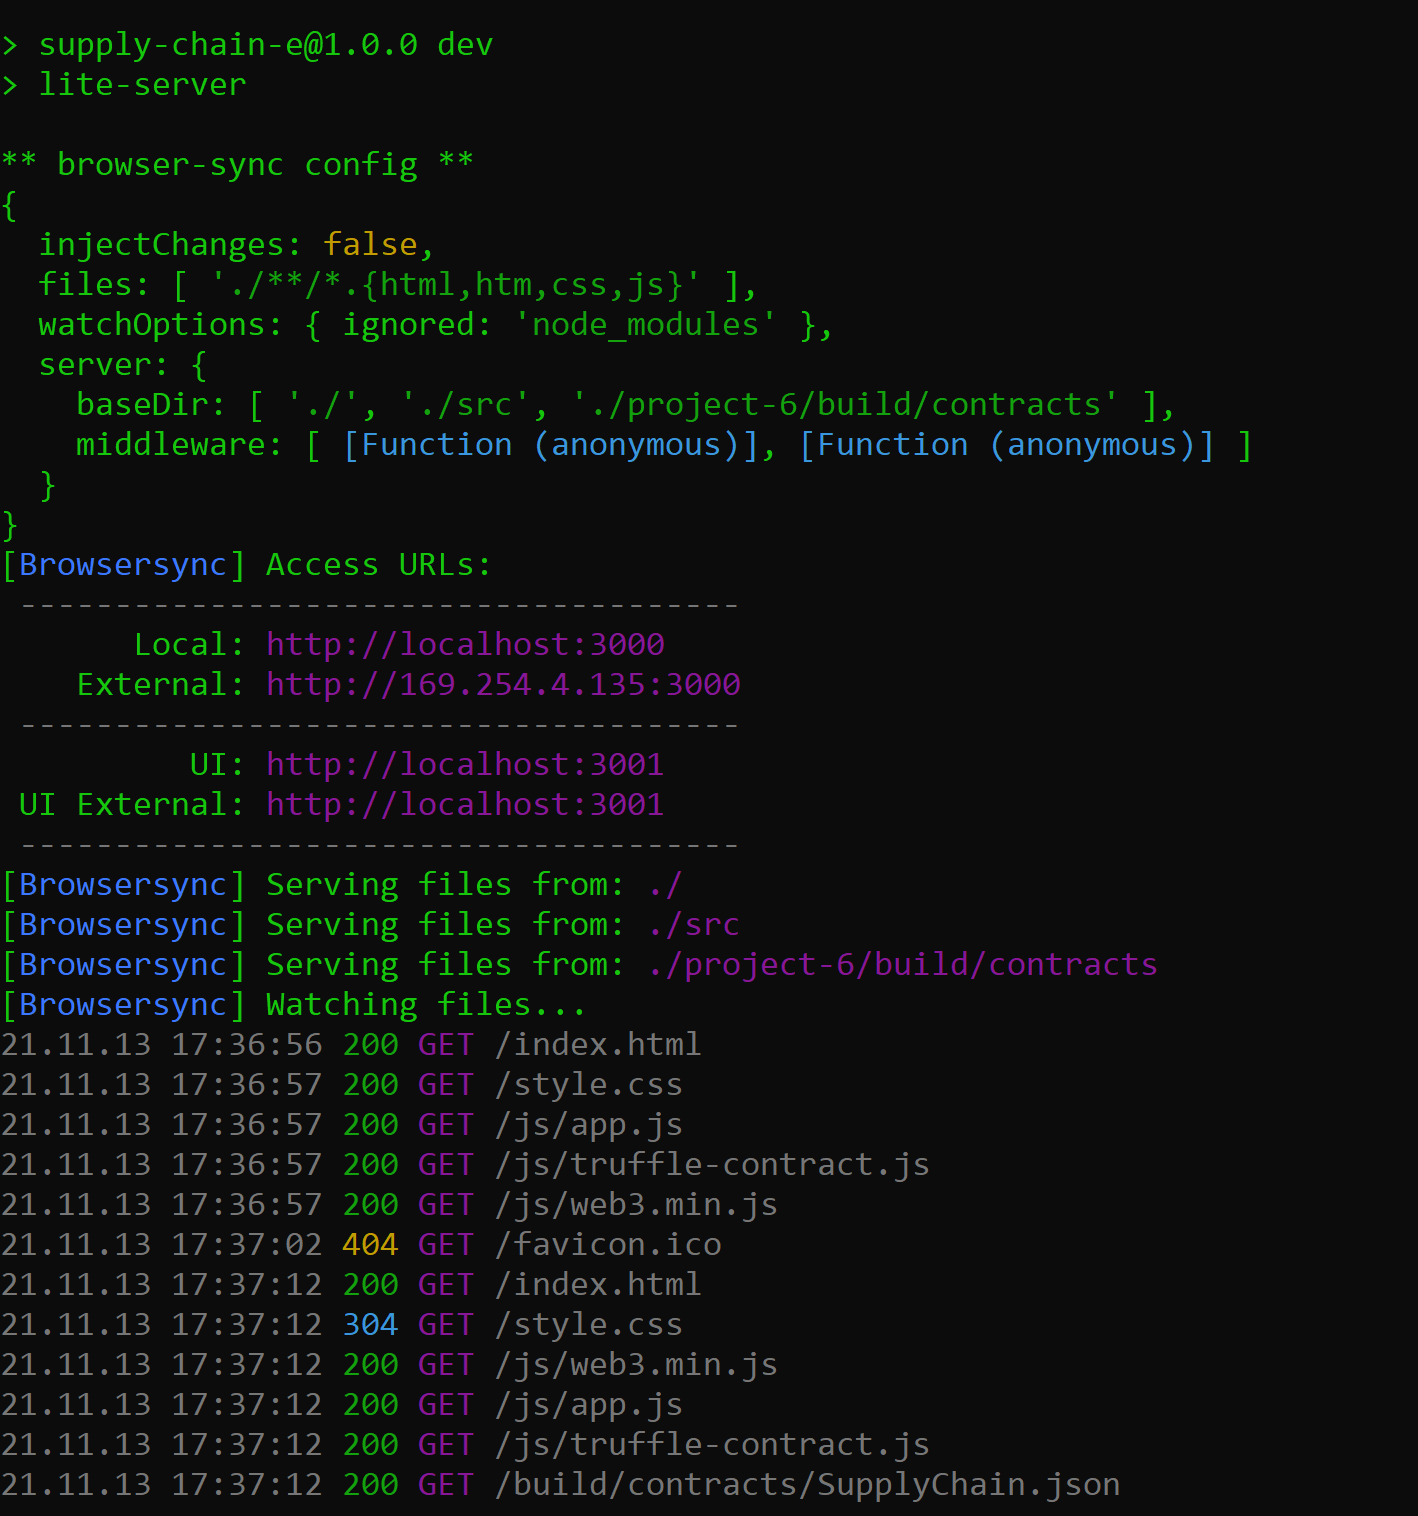 > supply-chain-e@1.0.0 dev
> lite-server
** browser-sync config **
{
  injectChanges: false,
  files: [ './**/*.{html,htm,css,js}' ],
  watchOptions: { ignored: 'node_modules' },
  server: {
    baseDir: [ './', './src', './project-6/build/contracts' ],
    middleware: [ [Function (anonymous)], [Function (anonymous)] ]
  }
}
[Browsersync] Access URLs:
 --------------------------------------
       Local: http://localhost:3000
    External: http://169.254.4.135:3000
 --------------------------------------
          UI: http://localhost:3001
 UI External: http://localhost:3001
 --------------------------------------
[Browsersync] Serving files from: ./
[Browsersync] Serving files from: ./src
[Browsersync] Serving files from: ./project-6/build/contracts
[Browsersync] Watching files...
21.11.13 17:36:56 200 GET /index.html
21.11.13 17:36:57 200 GET /style.css
21.11.13 17:36:57 200 GET /js/app.js
21.11.13 17:36:57 200 GET /js/truffle-contract.js
21.11.13 17:36:57 200 GET /js/web3.min.js
21.11.13 17:37:02 404 GET /favicon.ico
21.11.13 17:37:12 200 GET /index.html
21.11.13 17:37:12 304 GET /style.css
21.11.13 17:37:12 200 GET /js/web3.min.js
21.11.13 17:37:12 200 GET /js/app.js
21.11.13 17:37:12 200 GET /js/truffle-contract.js
21.11.13 17:37:12 200 GET /build/contracts/SupplyChain.json